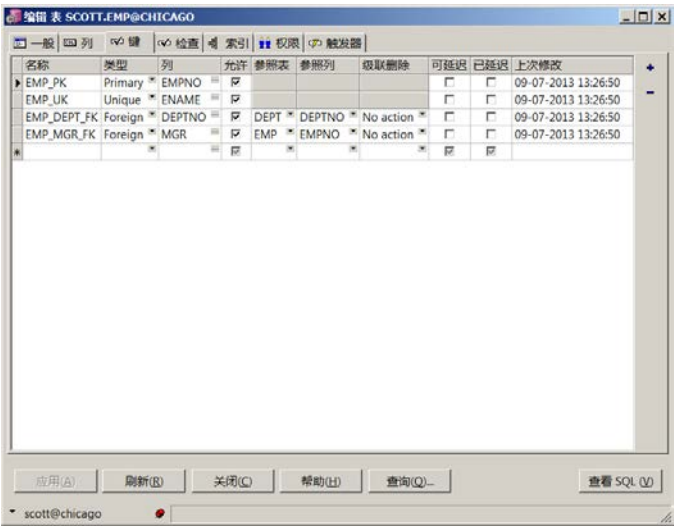 编辑 表 SCOTT.EMP@CHICAGO
一般 列 键 检查 索引 权限 触发器
名称 类型 列 允许 参照表 参照列 级联删除 可延迟 已延迟 上次修改
EMP_PK Primary EMPNO 09-07-2013 13:26:50
EMP_UK Unique ENAME 09-07-2013 13:26:50
EMP_DEPT_FK Foreign DEPTNO DEPT DEPTNO No action 09-07-2013 13:26:50
EMP_MGR_FK Foreign MGR EMP EMPNO No action 09-07-2013 13:26:50
应用(A) 刷新(R) 关闭(C) 帮助(H) 查询(Q)... 查看 SQL (V)
scott@chicago